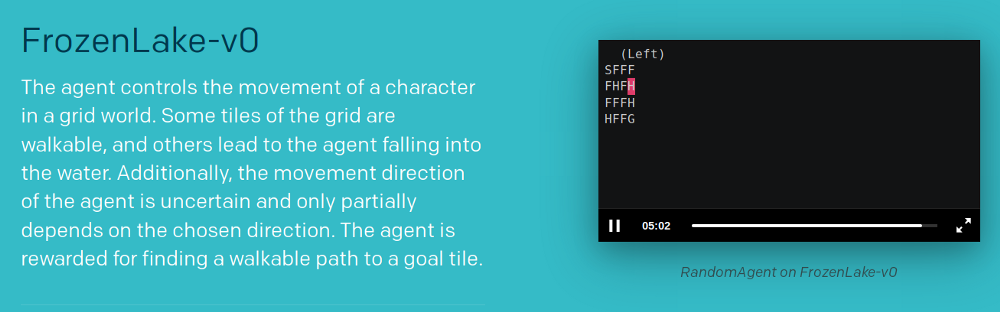 FrozenLake-v0
The agent controls the movement of a character
in a grid world. Some tiles of the grid are
walkable, and others lead to the agent falling into
the water. Additionally, the movement direction
of the agent is uncertain and only partially
depends on the chosen direction. The agent is
rewarded for finding a walkable path to a goal tile.
(Left)
SFFF
FHFH
FFFH
HFFG
05:02
RandomAgent on FrozenLake-v0